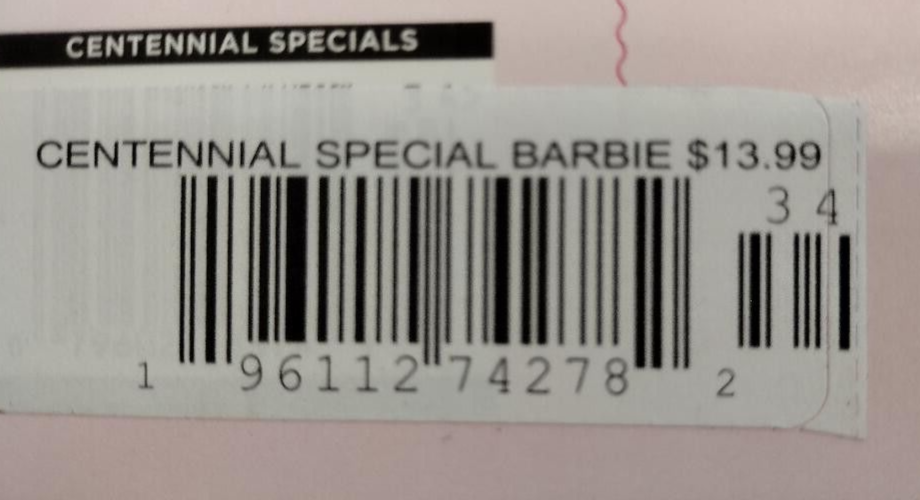 CENTENNIAL SPECIALS
CENTENNIAL SPECIAL BARBIE $13.99
3 4
1 96112 74278 2